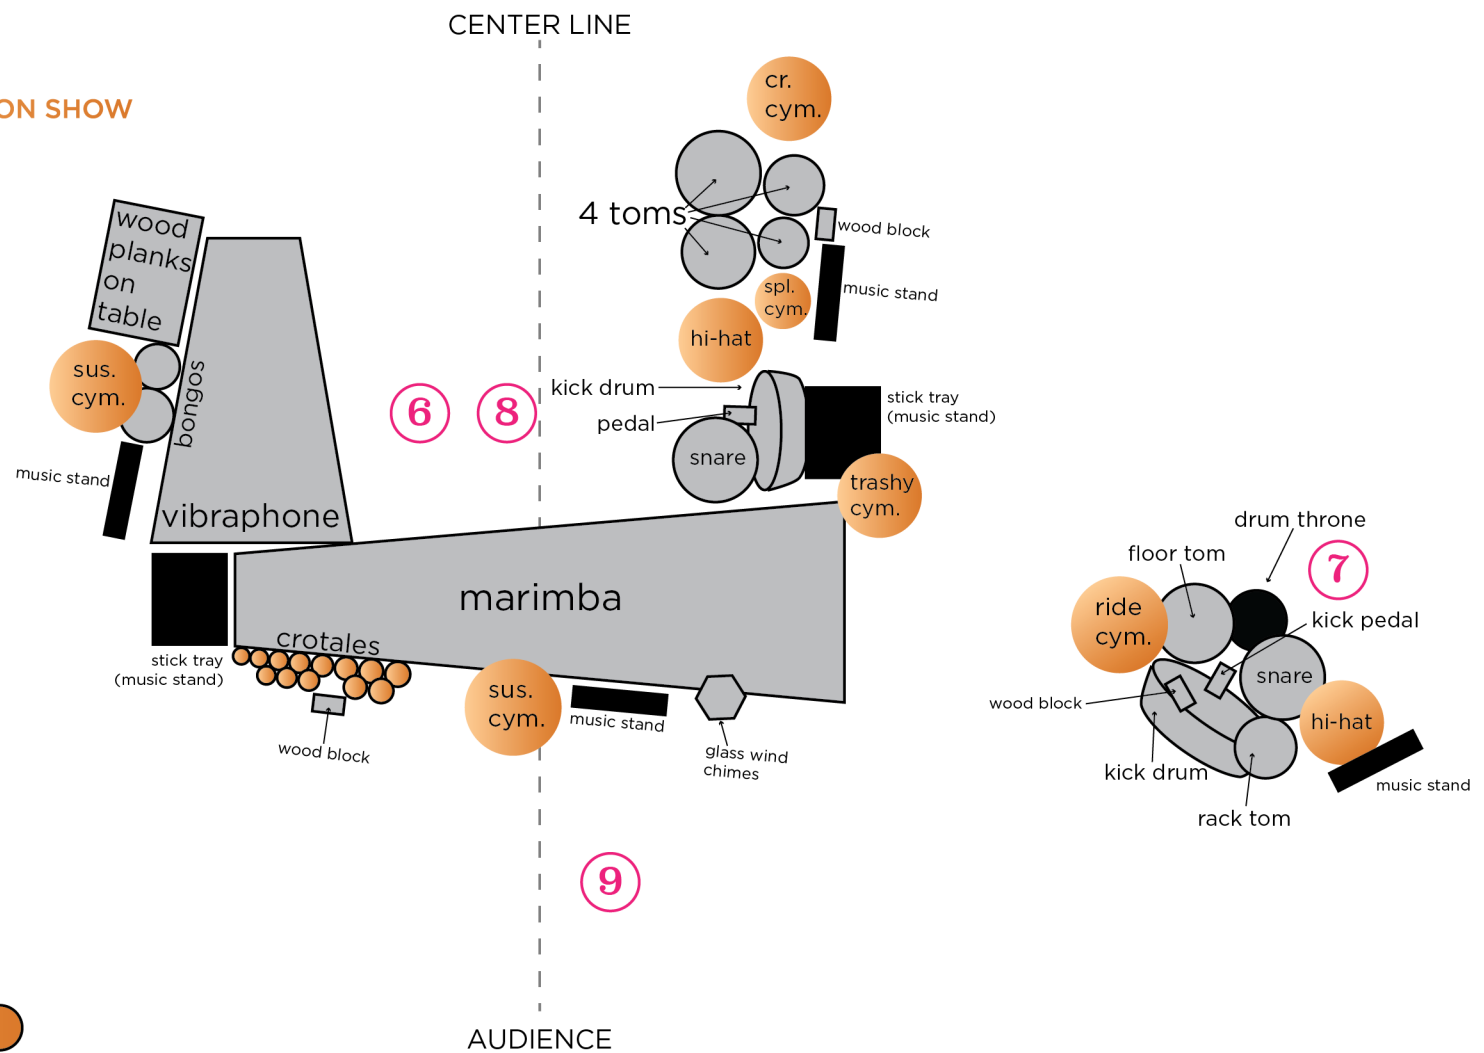 CENTER LINE
ON SHOW
cr.
cym.
4 toms
wood block
music stand
spl.
cym.
hi-hat
wood
planks
on
table
sus.
cym.
bongos
music stand
vibraphone
6
8
kick drum
pedal
snare
stick tray
(music stand)
trashy
cym.
marimba
crotales
stick tray
(music stand)
wood block
sus.
cym.
music stand
glass wind
chimes
drum throne
7
floor tom
ride
cym.
kick pedal
snare
wood block
hi-hat
kick drum
music stand
rack tom
9
AUDIENCE